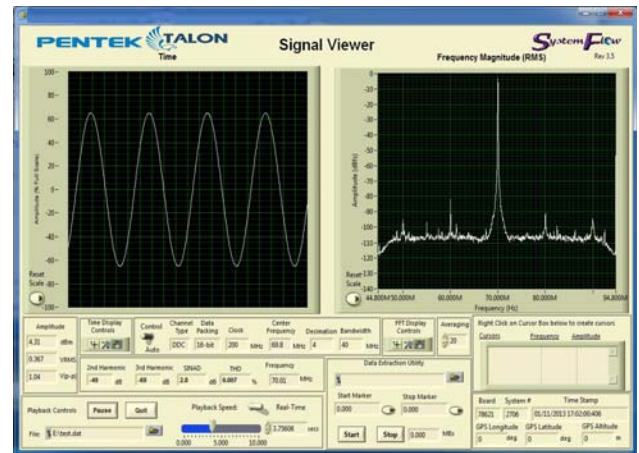 PENTEK TALON
Signal Viewer
SystemFlow
Rev 3.5
Time
Frequency Magnitude (RMS)
Amplitude (% Full Scale)
100-
80-
60-
40-
20-
0-
-20-
-40-
-60-
-80-
-100-
Reset
Scale
Amplitude (dBfs)
0-
-10-
-20-
-30-
-40-
-50-
-60-
-70-
-80-
-90-
-100-
-110-
-120-
-130-
-140-
44.800M 50.000M 60.000M 70.000M 80.000M 94.800M
Frequency (Hz)
Reset
Scale
Amplitude
4.31 dBm
0.367 VRMS
1.04 Vp-p
Time Display
Controls
Control
Auto
Channel
Type
DDC
Data
Packing
16-bit
Clock
200 MHz
Center
Frequency
69.8 MHz
Decimation
4
Bandwidth
40 MHz
FFT Display
Controls
Averaging
20
2nd Harmonic
-49 dB
3rd Harmonic
-69 dB
SINAD
2.8 dB
THD
0.007 %
Frequency
70.01 MHz
Data Extraction Utility
Start Marker
0.000
Stop Marker
0.000
Start
Stop
0.000 MBs
Right Click on Cursor Box below to create cursors
Cursors Frequency Amplitude
Playback Controls
Pause
Quit
File E:\test.dat
Playback Speed:
Real-Time
0.000 5.000 10.000
3.75606 secs
Board System # Time Stamp
78621 2706 01/11/2013 17:02:00:406
GPS Longitude GPS Latitude GPS Altitude
0 deg 0 deg 0 m